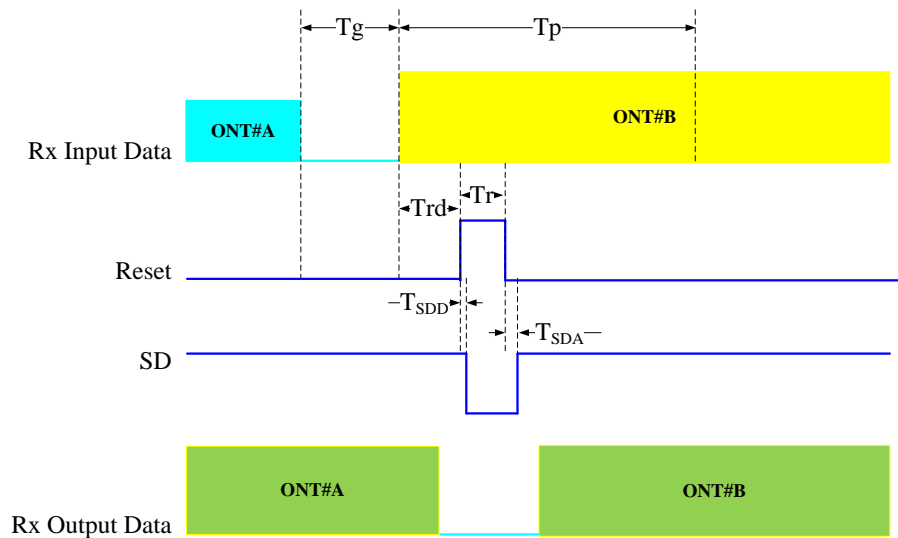 Tg
Tp
ONT#A
ONT#B
Rx Input Data
Trd
Tr
Reset
TSDD
TSDA
SD
ONT#A
ONT#B
Rx Output Data